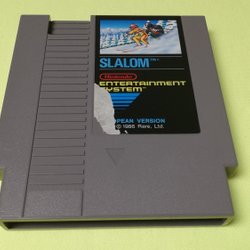 SLALOM
Nintendo
ENTERTAINMENT
SYSTEM
PEAN VERSION
© 1986 Rare, Ltd.